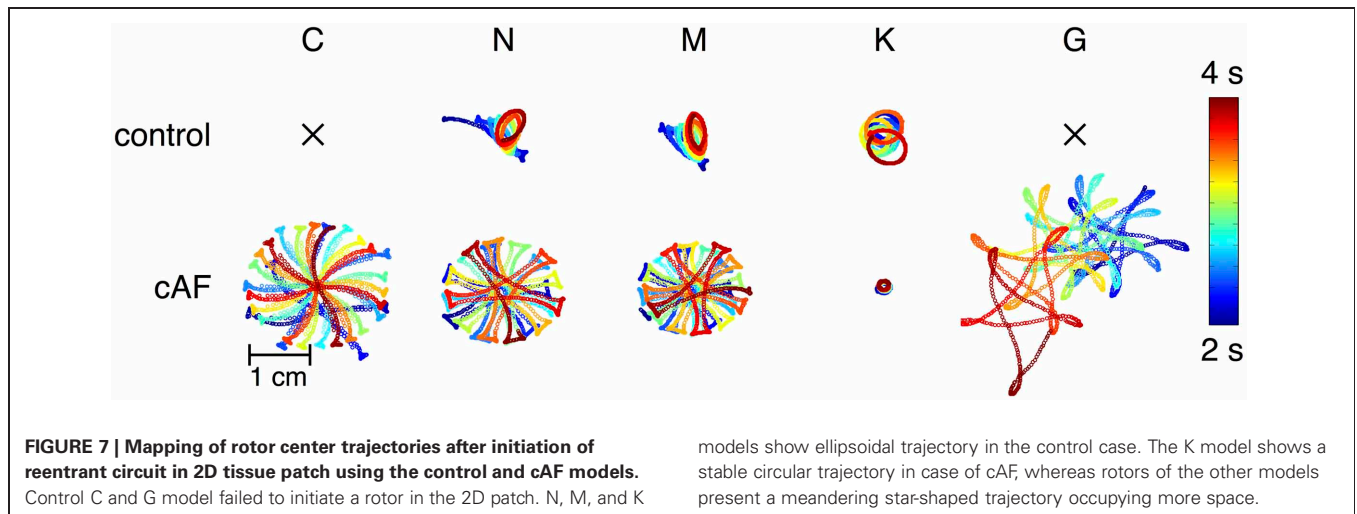 C N M K G
4 s
control × ×
cAF
2 s
1 cm
FIGURE 7 | Mapping of rotor center trajectories after initiation of
reentrant circuit in 2D tissue patch using the control and cAF models.
Control C and G model failed to initiate a rotor in the 2D patch. N, M, and K
models show ellipsoidal trajectory in the control case. The K model shows a
stable circular trajectory in case of cAF, whereas rotors of the other models
present a meandering star-shaped trajectory occupying more space.